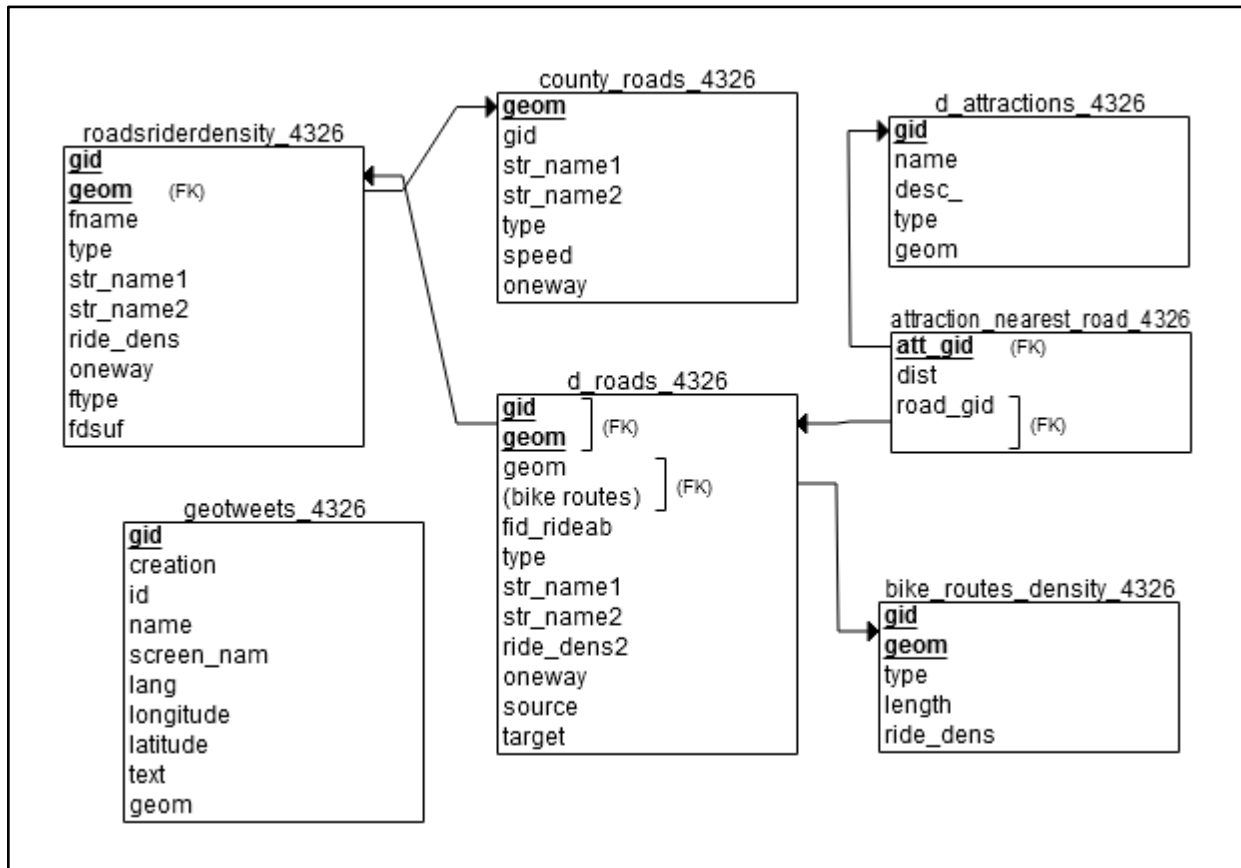 roadsriderdensity_4326
gid
geom (FK)
fname
type
str_name1
str_name2
ride_dens
oneway
ftype
fdsuf
county_roads_4326
geom
gid
str_name1
str_name2
type
speed
oneway
d_attractions_4326
gid
name
desc_
type
geom
attraction_nearest_road_4326
att_gid (FK)
dist
road_gid
(FK)
d_roads_4326
gid
(FK)
geom
geom
(bike routes) (FK)
fid_rideab
type
str_name1
str_name2
ride_dens2
oneway
source
target
geotweets_4326
gid
creation
id
name
screen_nam
lang
longitude
latitude
text
geom
bike_routes_density_4326
gid
geom
type
length
ride_dens